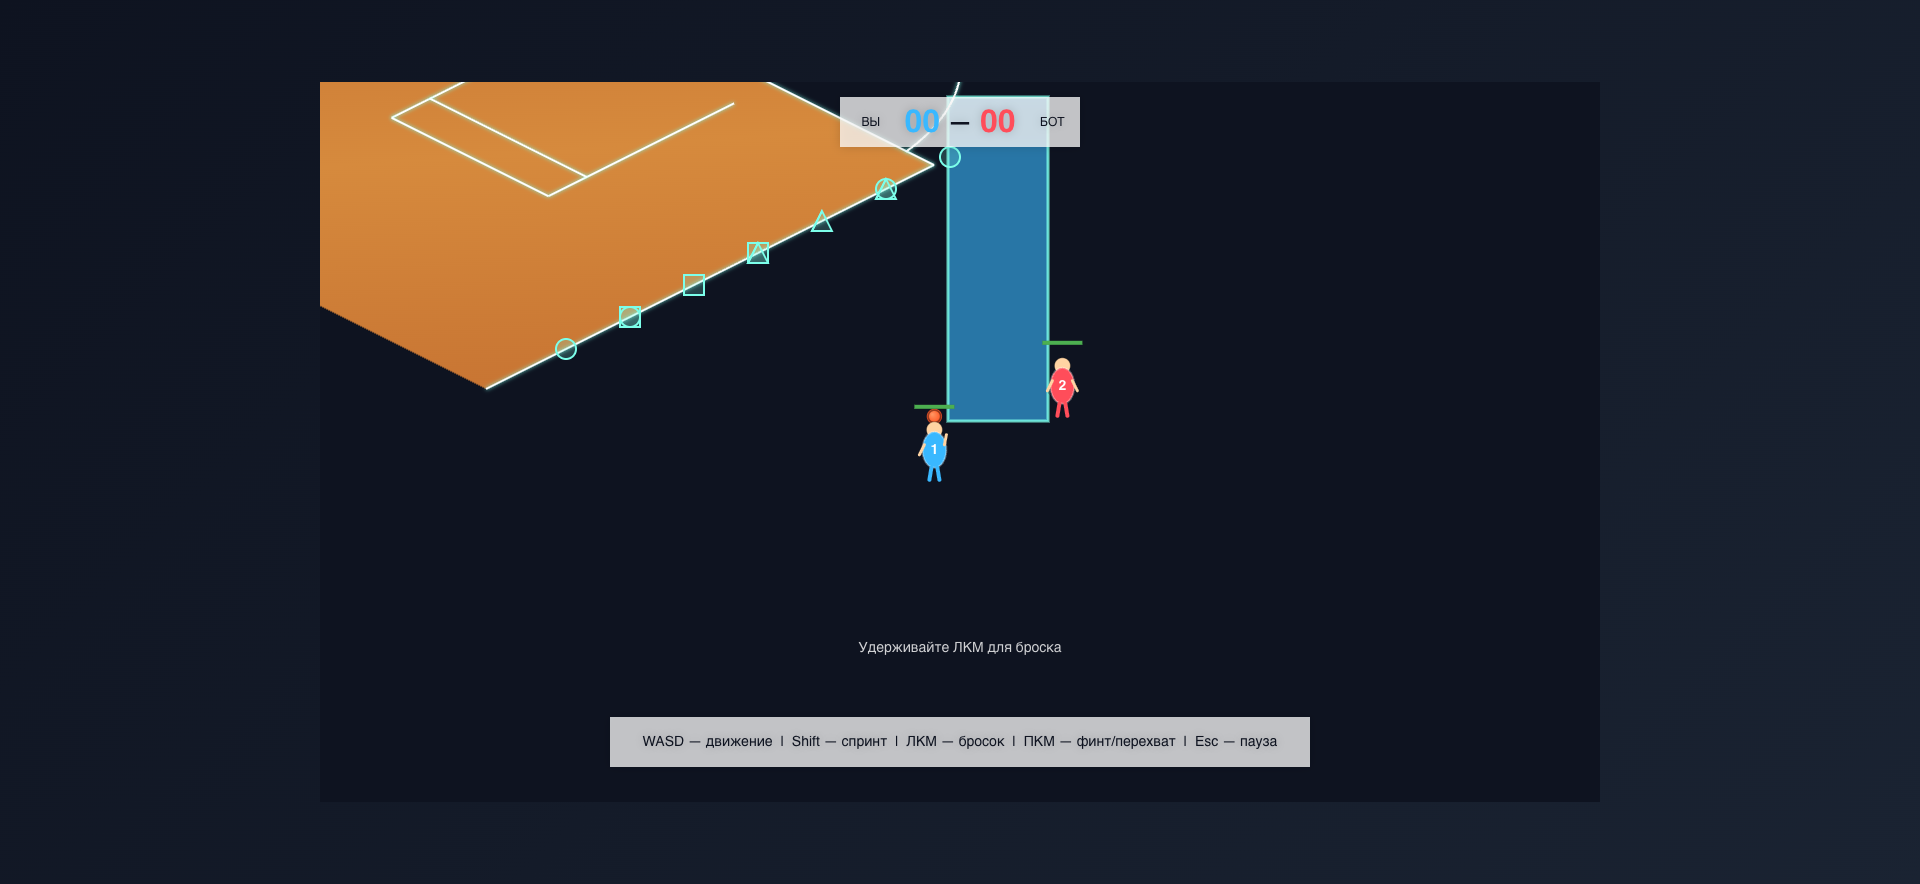 ВЫ 00 — 00 БОТ
2
1
Удерживайте ЛКМ для броска
WASD — движение | Shift — спринт | ЛКМ — бросок | ПКМ — финт/перехват | Esc — пауза